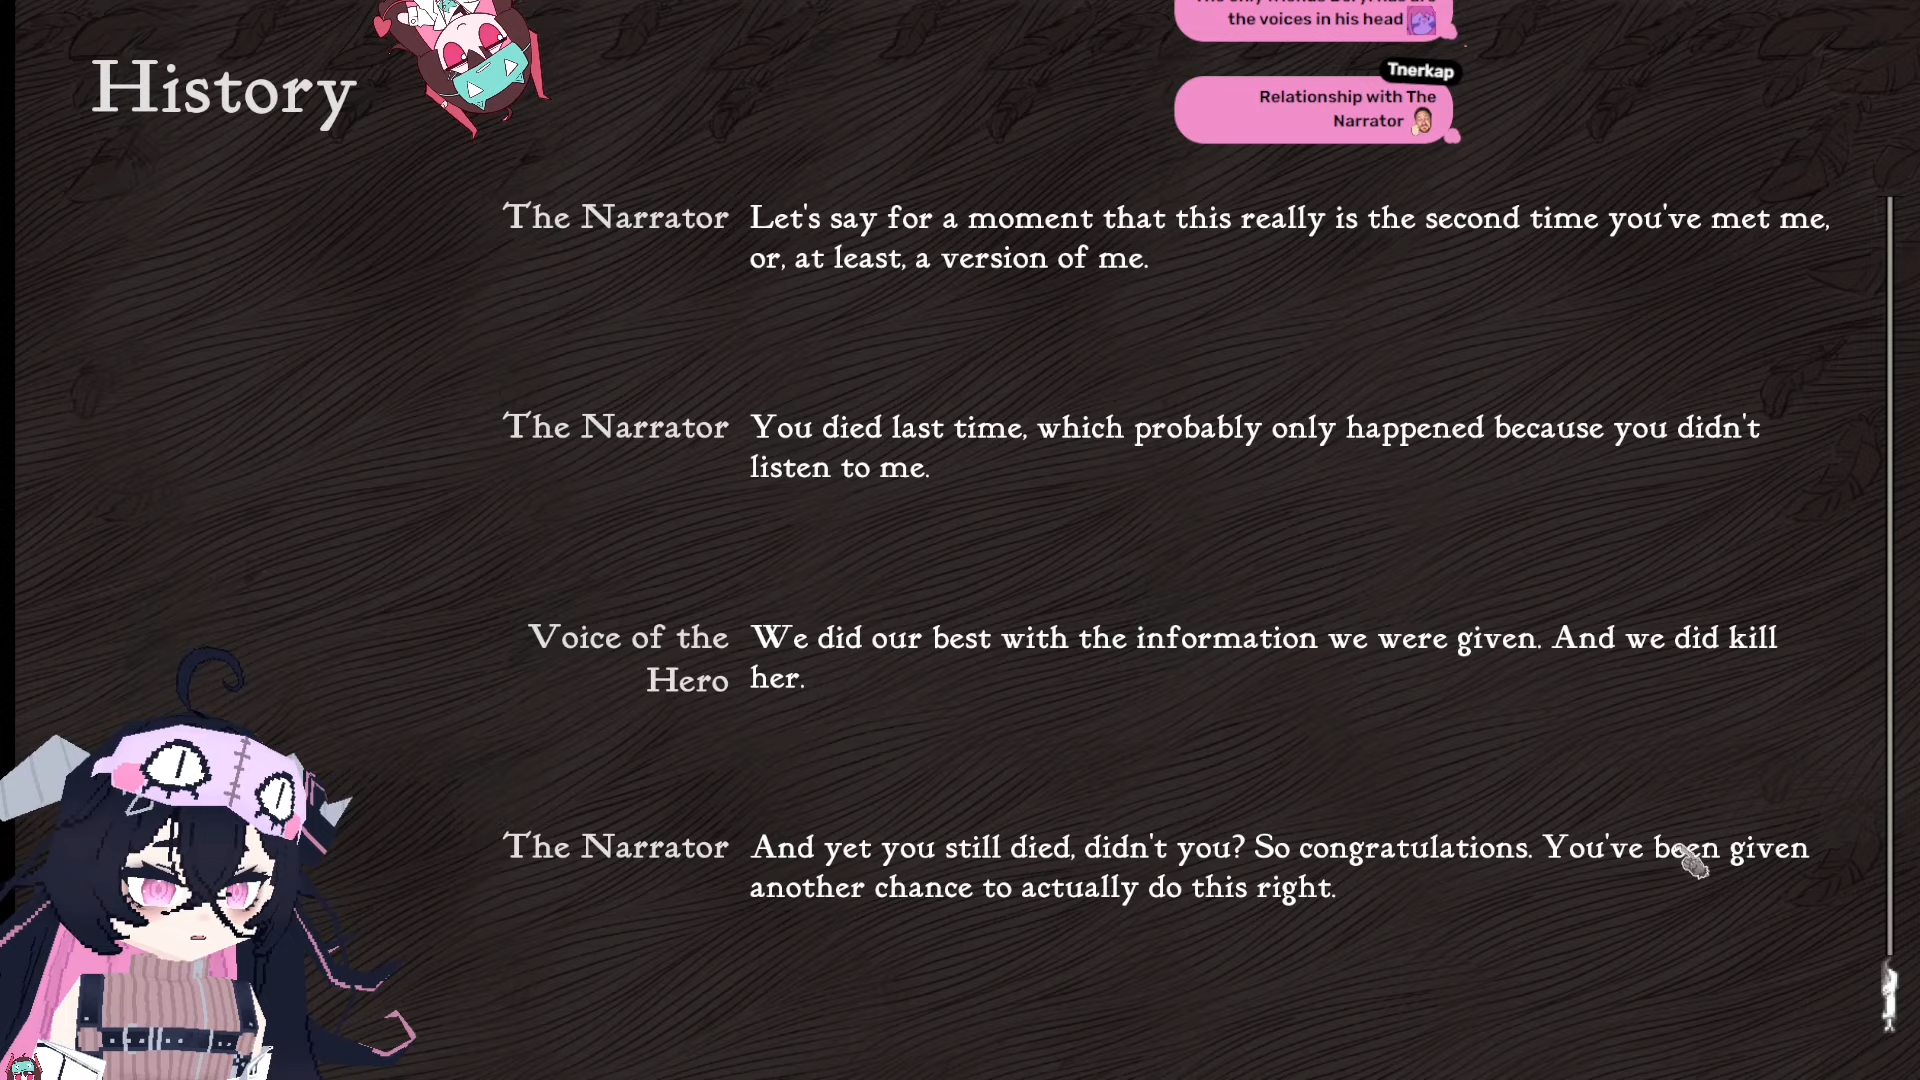 History
the voices in his head
Tnerkap
Relationship with The
Narrator
The Narrator Let's say for a moment that this really is the second time you've met me,
or, at least, a version of me.
The Narrator You died last time, which probably only happened because you didn't
listen to me.
Voice of the We did our best with the information we were given. And we did kill
Hero her.
The Narrator And yet you still died, didn't you? So congratulations. You've been given
another chance to actually do this right.